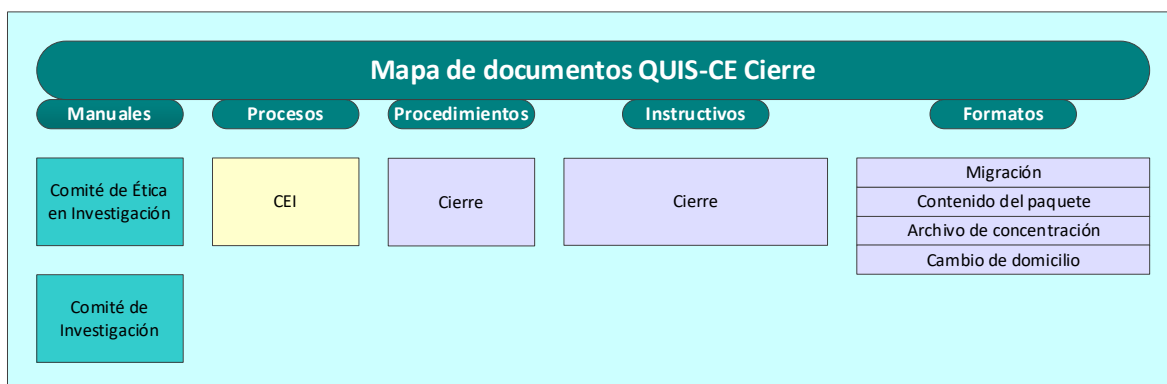 Mapa de documentos QUIS-CE Cierre
Manuales
Procesos
Procedimientos
Instructivos
Formatos
Comité de Ética
en Investigación
CEI
Cierre
Cierre
Migración
Contenido del paquete
Archivo de concentración
Cambio de domicilio
Comité de
Investigación